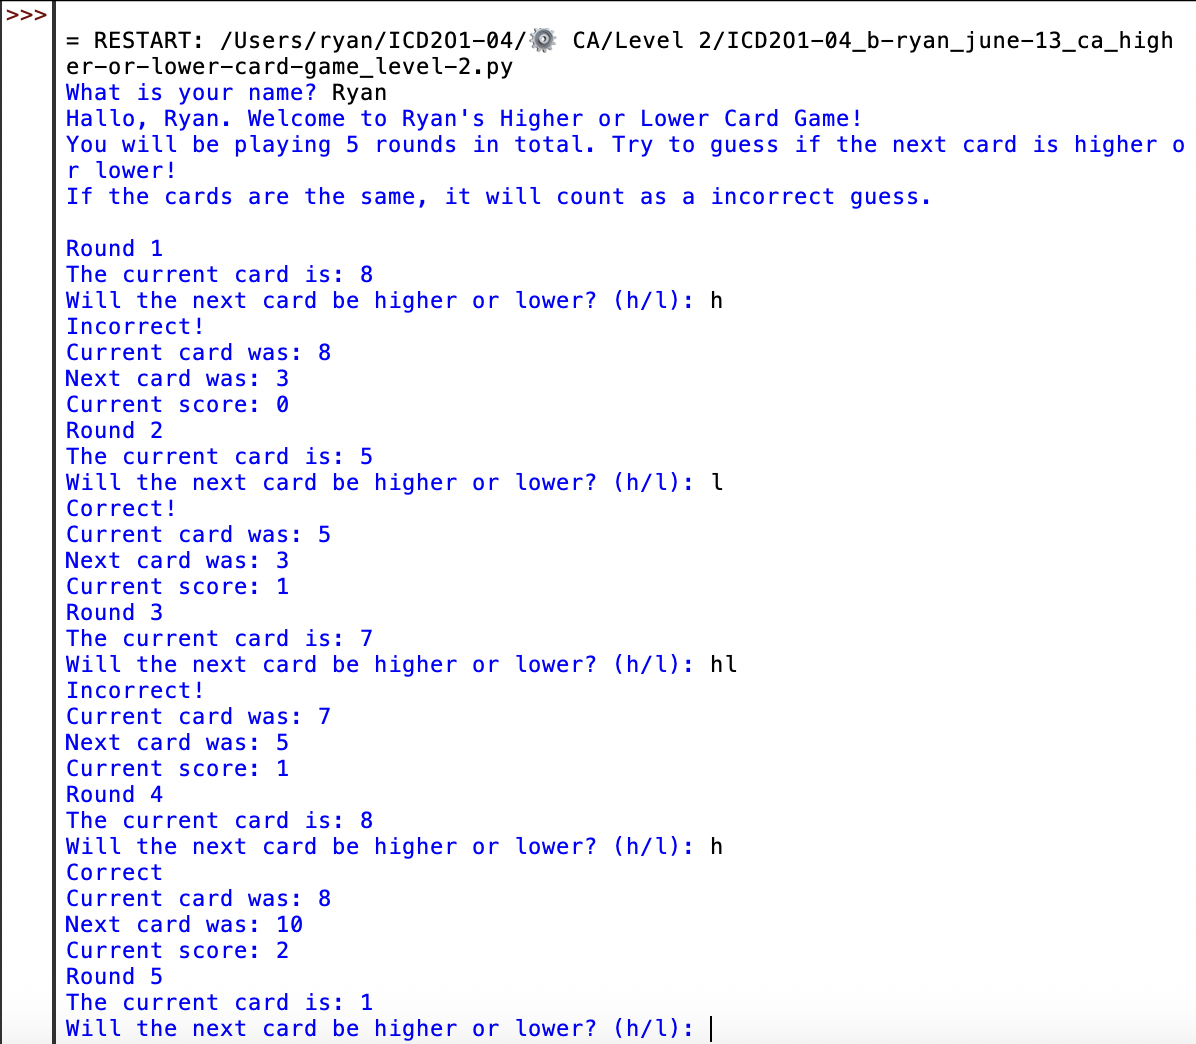 >>>
= RESTART: /Users/ryan/ICD2O1-04/⚙️ CA/Level 2/ICD2O1-04_b-ryan_june-13_ca_high
er-or-lower-card-game_level-2.py
What is your name? Ryan
Hallo, Ryan. Welcome to Ryan's Higher or Lower Card Game!
You will be playing 5 rounds in total. Try to guess if the next card is higher o
r lower!
If the cards are the same, it will count as a incorrect guess.

Round 1
The current card is: 8
Will the next card be higher or lower? (h/l): h
Incorrect!
Current card was: 8
Next card was: 3
Current score: 0
Round 2
The current card is: 5
Will the next card be higher or lower? (h/l): l
Correct!
Current card was: 5
Next card was: 3
Current score: 1
Round 3
The current card is: 7
Will the next card be higher or lower? (h/l): hl
Incorrect!
Current card was: 7
Next card was: 5
Current score: 1
Round 4
The current card is: 8
Will the next card be higher or lower? (h/l): h
Correct
Current card was: 8
Next card was: 10
Current score: 2
Round 5
The current card is: 1
Will the next card be higher or lower? (h/l):